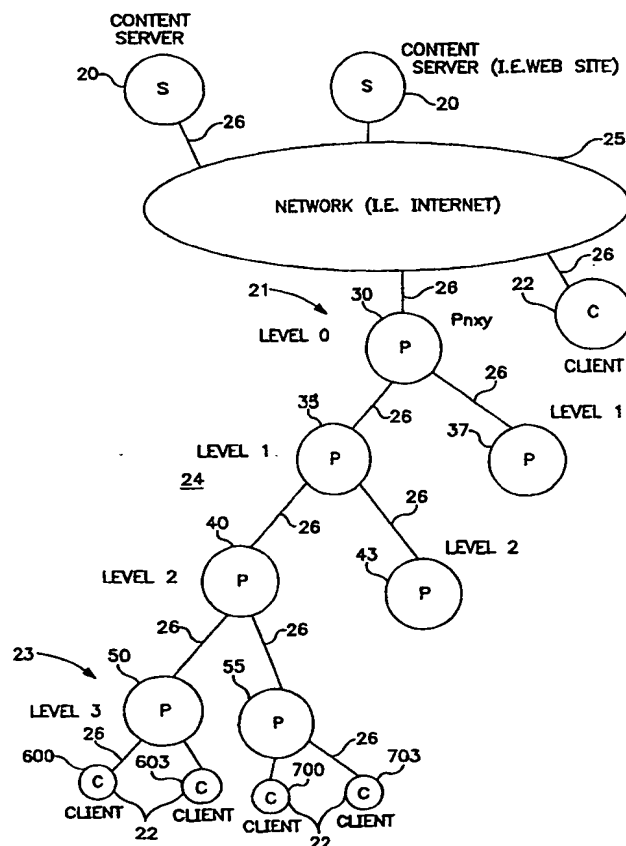 CONTENT
SERVER
20
S
26
CONTENT
SERVER (I.E.WEB SITE)
S
20
25
NETWORK (I.E. INTERNET)
26
21
30
26
22
C
CLIENT
LEVEL 0
P
Pnxy
26
35
26
LEVEL 1
LEVEL 1
P
37
P
24
26
26
40
LEVEL 2
LEVEL 2
P
43
P
26
26
23
50
55
LEVEL 3
P
P
26
26
600
C
603
C
700
C
703
C
CLIENT
22
CLIENT
CLIENT
22
CLIENT